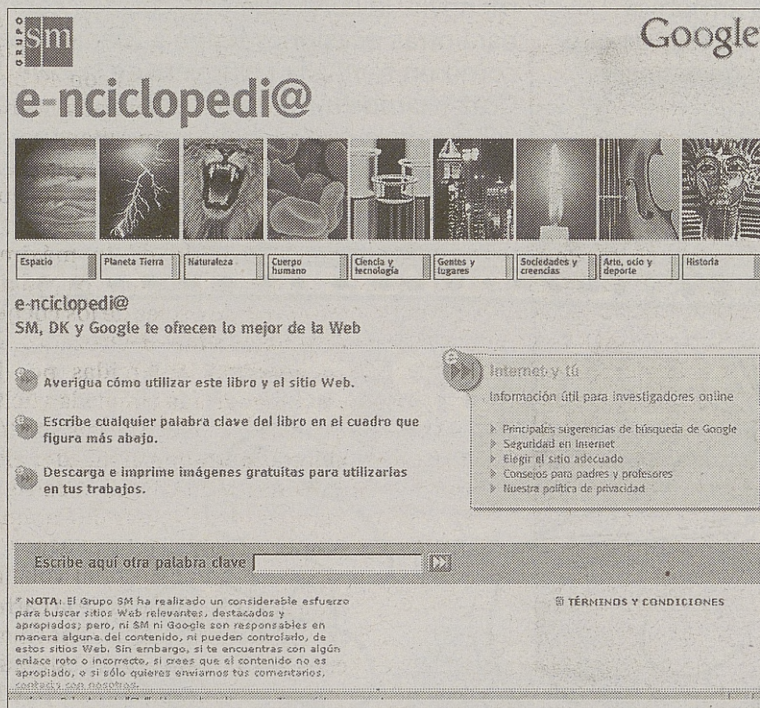 GRUPO
sm
Google
e-nciclopedi@
Espacio
Planeta Tierra
Naturaleza
Cuerpo
humano
Ciencia y
tecnología
Gentes y
lugares
Sociedades y
creencias
Arte, ocio y
deporte
Historia
e-nciclopedi@
SM, DK y Google te ofrecen lo mejor de la Web
Averigua cómo utilizar este libro y el sitio Web.
Escribe cualquier palabra clave del libro en el cuadro que
figura más abajo.
Descarga e imprime imágenes gratuitas para utilizarlas
en tus trabajos.
Internet y tú
Información útil para investigadores online
Principales sugerencias de búsqueda de Google
Seguridad en Internet
Elegir el sitio adecuado
Consejos para padres y profesores
Nuestra política de privacidad
Escribe aquí otra palabra clave
* NOTA: El Grupo SM ha realizado un considerable esfuerzo
para buscar sitios Web relevantes, destacados y
apropiados; pero, ni SM ni Google son responsables en
manera alguna del contenido, ni pueden controlarlo, de
estos sitios Web. Sin embargo, si te encuentras con algún
enlace roto o incorrecto, si crees que el contenido no es
apropiado, o si sólo quieres enviarnos tus comentarios,
contacta con nosotros.
TÉRMINOS Y CONDICIONES